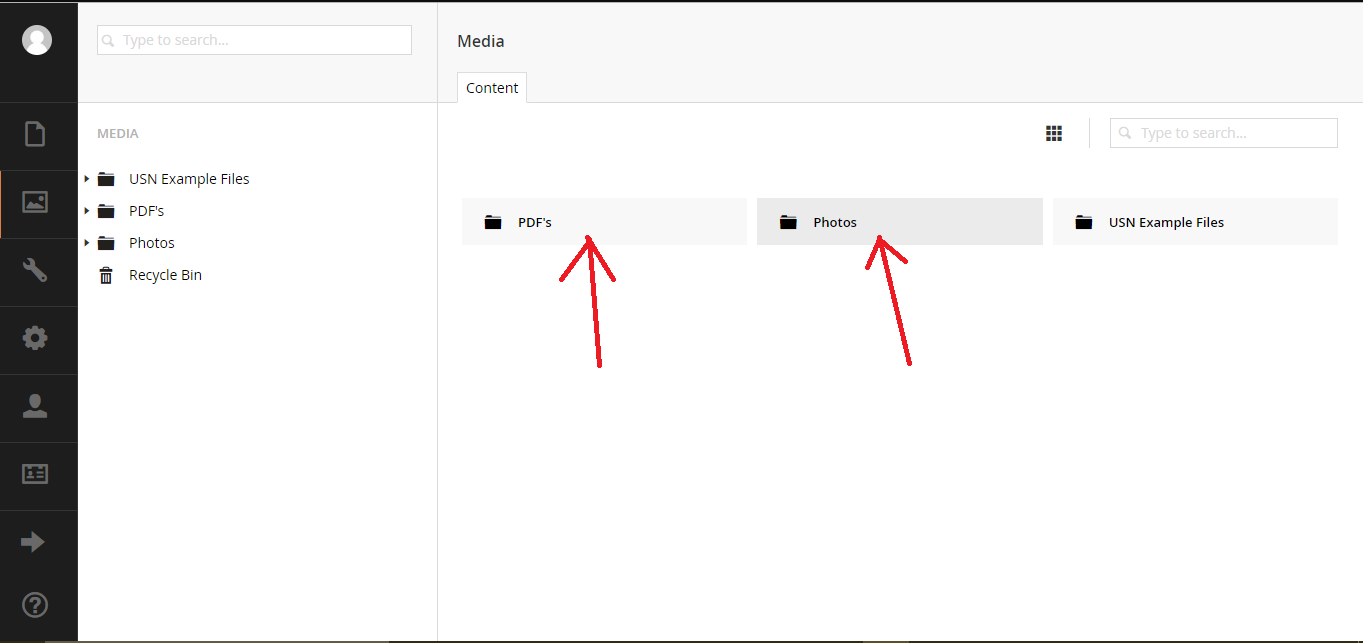 Type to search...
Media
Content
MEDIA
Type to search...
USN Example Files
PDF's
Photos
Recycle Bin
PDF's
Photos
USN Example Files